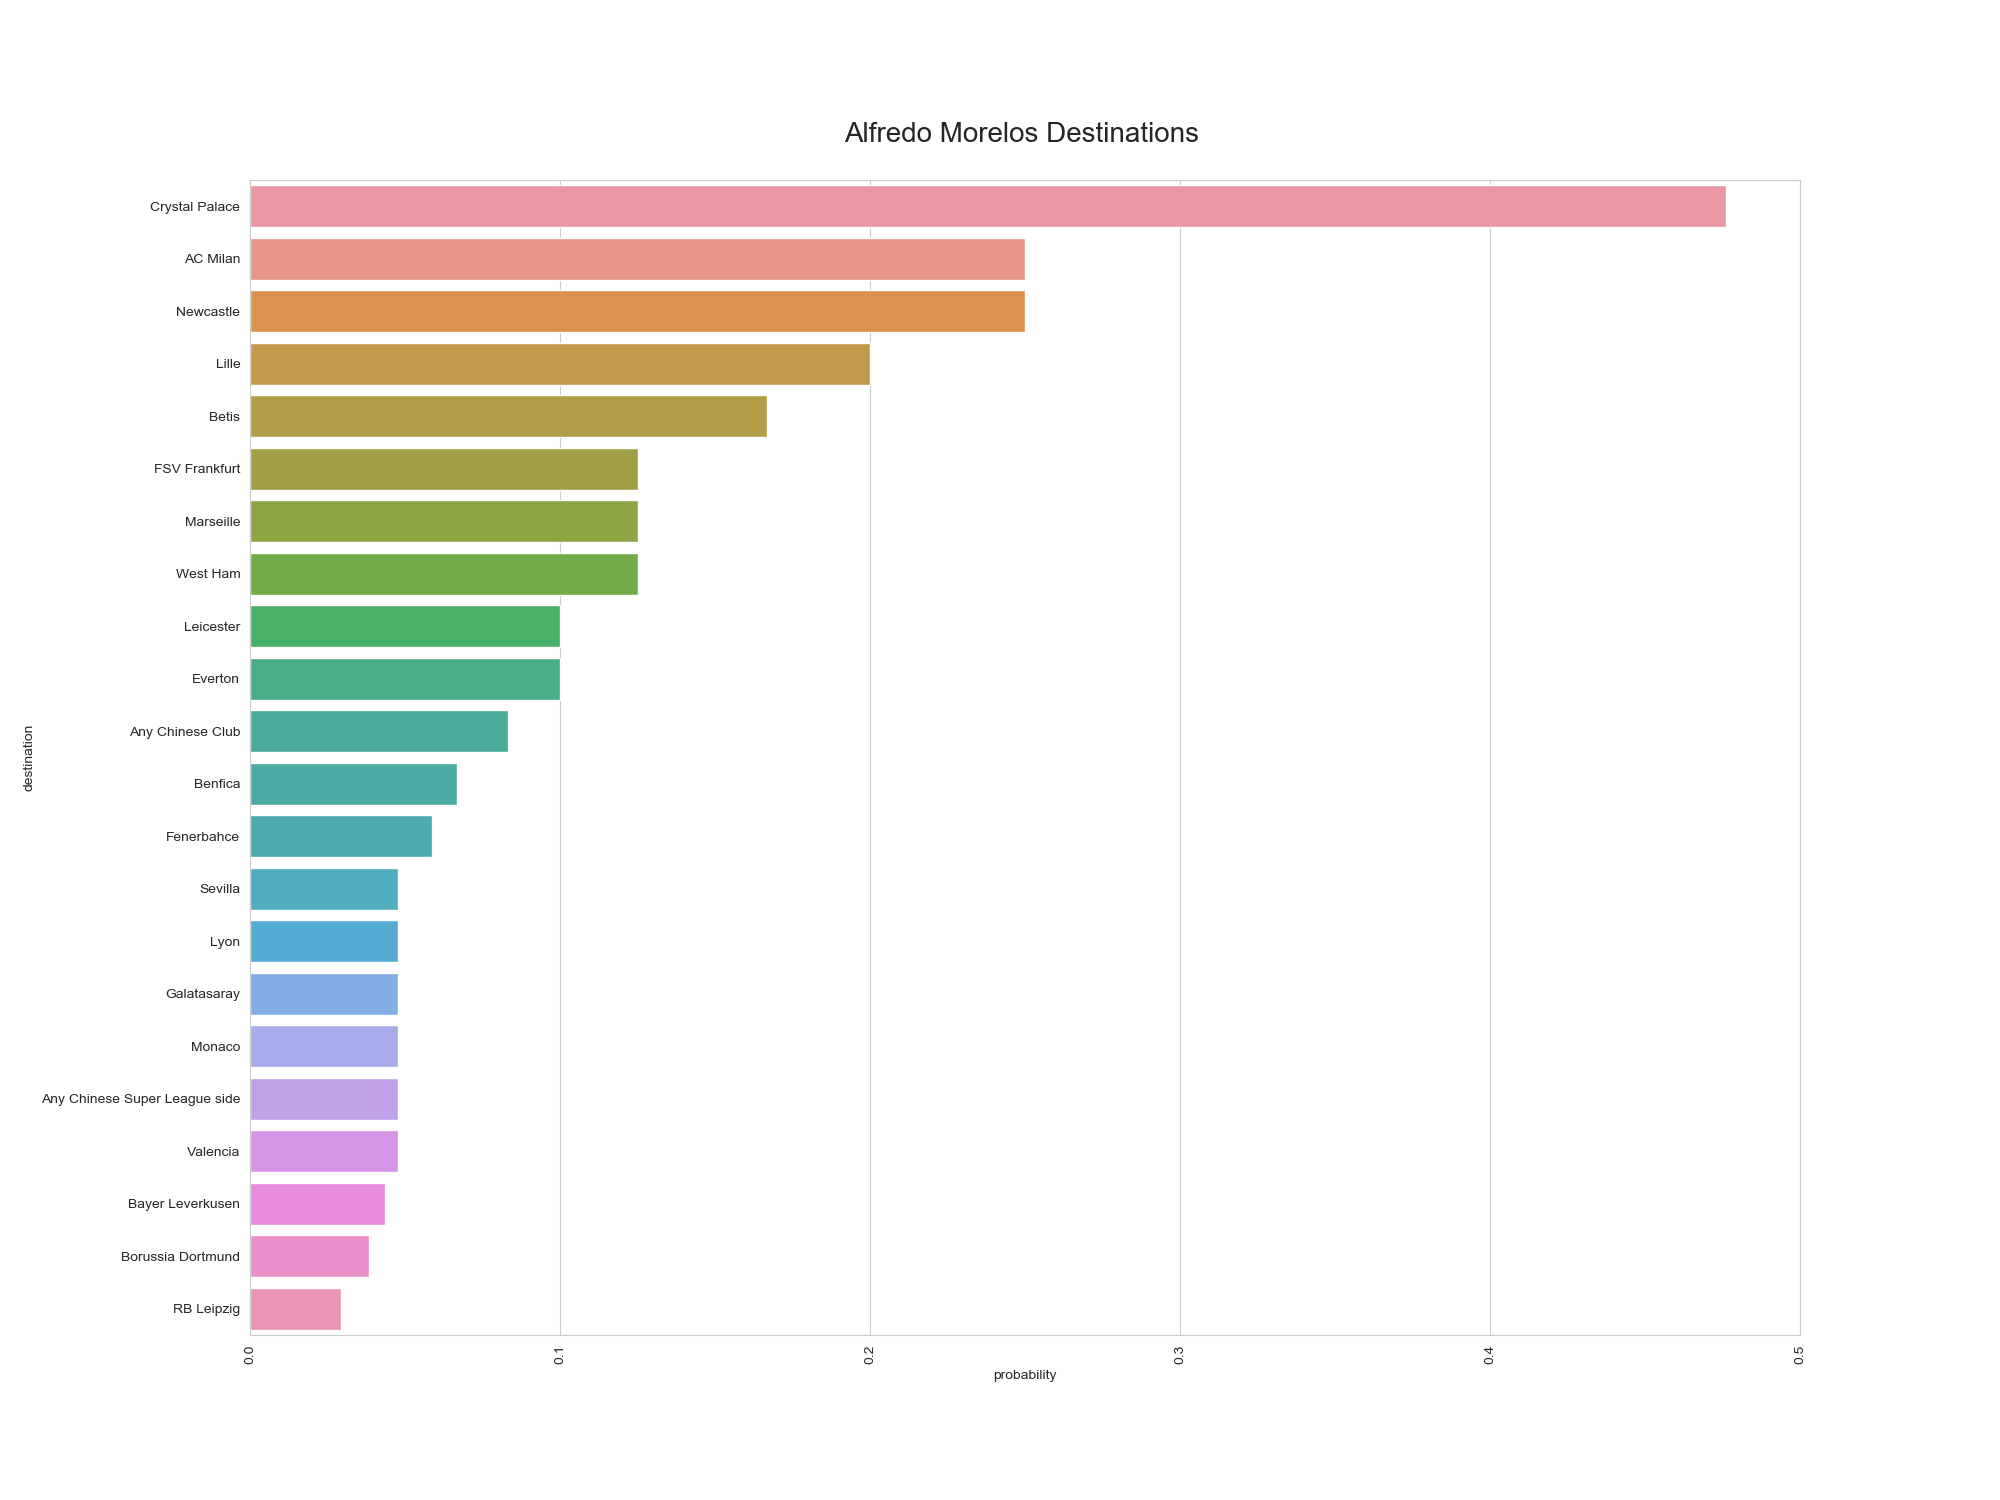 Alfredo Morelos Destinations
destination
Crystal Palace
AC Milan
Newcastle
Lille
Betis
FSV Frankfurt
Marseille
West Ham
Leicester
Everton
Any Chinese Club
Benfica
Fenerbahce
Sevilla
Lyon
Galatasaray
Monaco
Any Chinese Super League side
Valencia
Bayer Leverkusen
Borussia Dortmund
RB Leipzig
0.0 0.1 0.2 0.3 0.4 0.5
probability